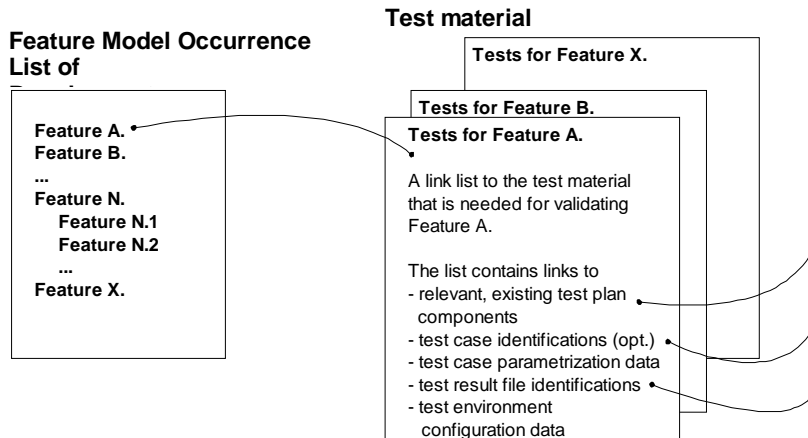 Test material
Feature Model Occurrence
List of
Feature A.
Feature B.
...
Feature N.
Feature N.1
Feature N.2
...
Feature X.
Tests for Feature X.
Tests for Feature B.
Tests for Feature A.
A link list to the test material
that is needed for validating
Feature A.
The list contains links to
- relevant, existing test plan
components
- test case identifications (opt.)
- test case parametrization data
- test result file identifications
- test environment
configuration data